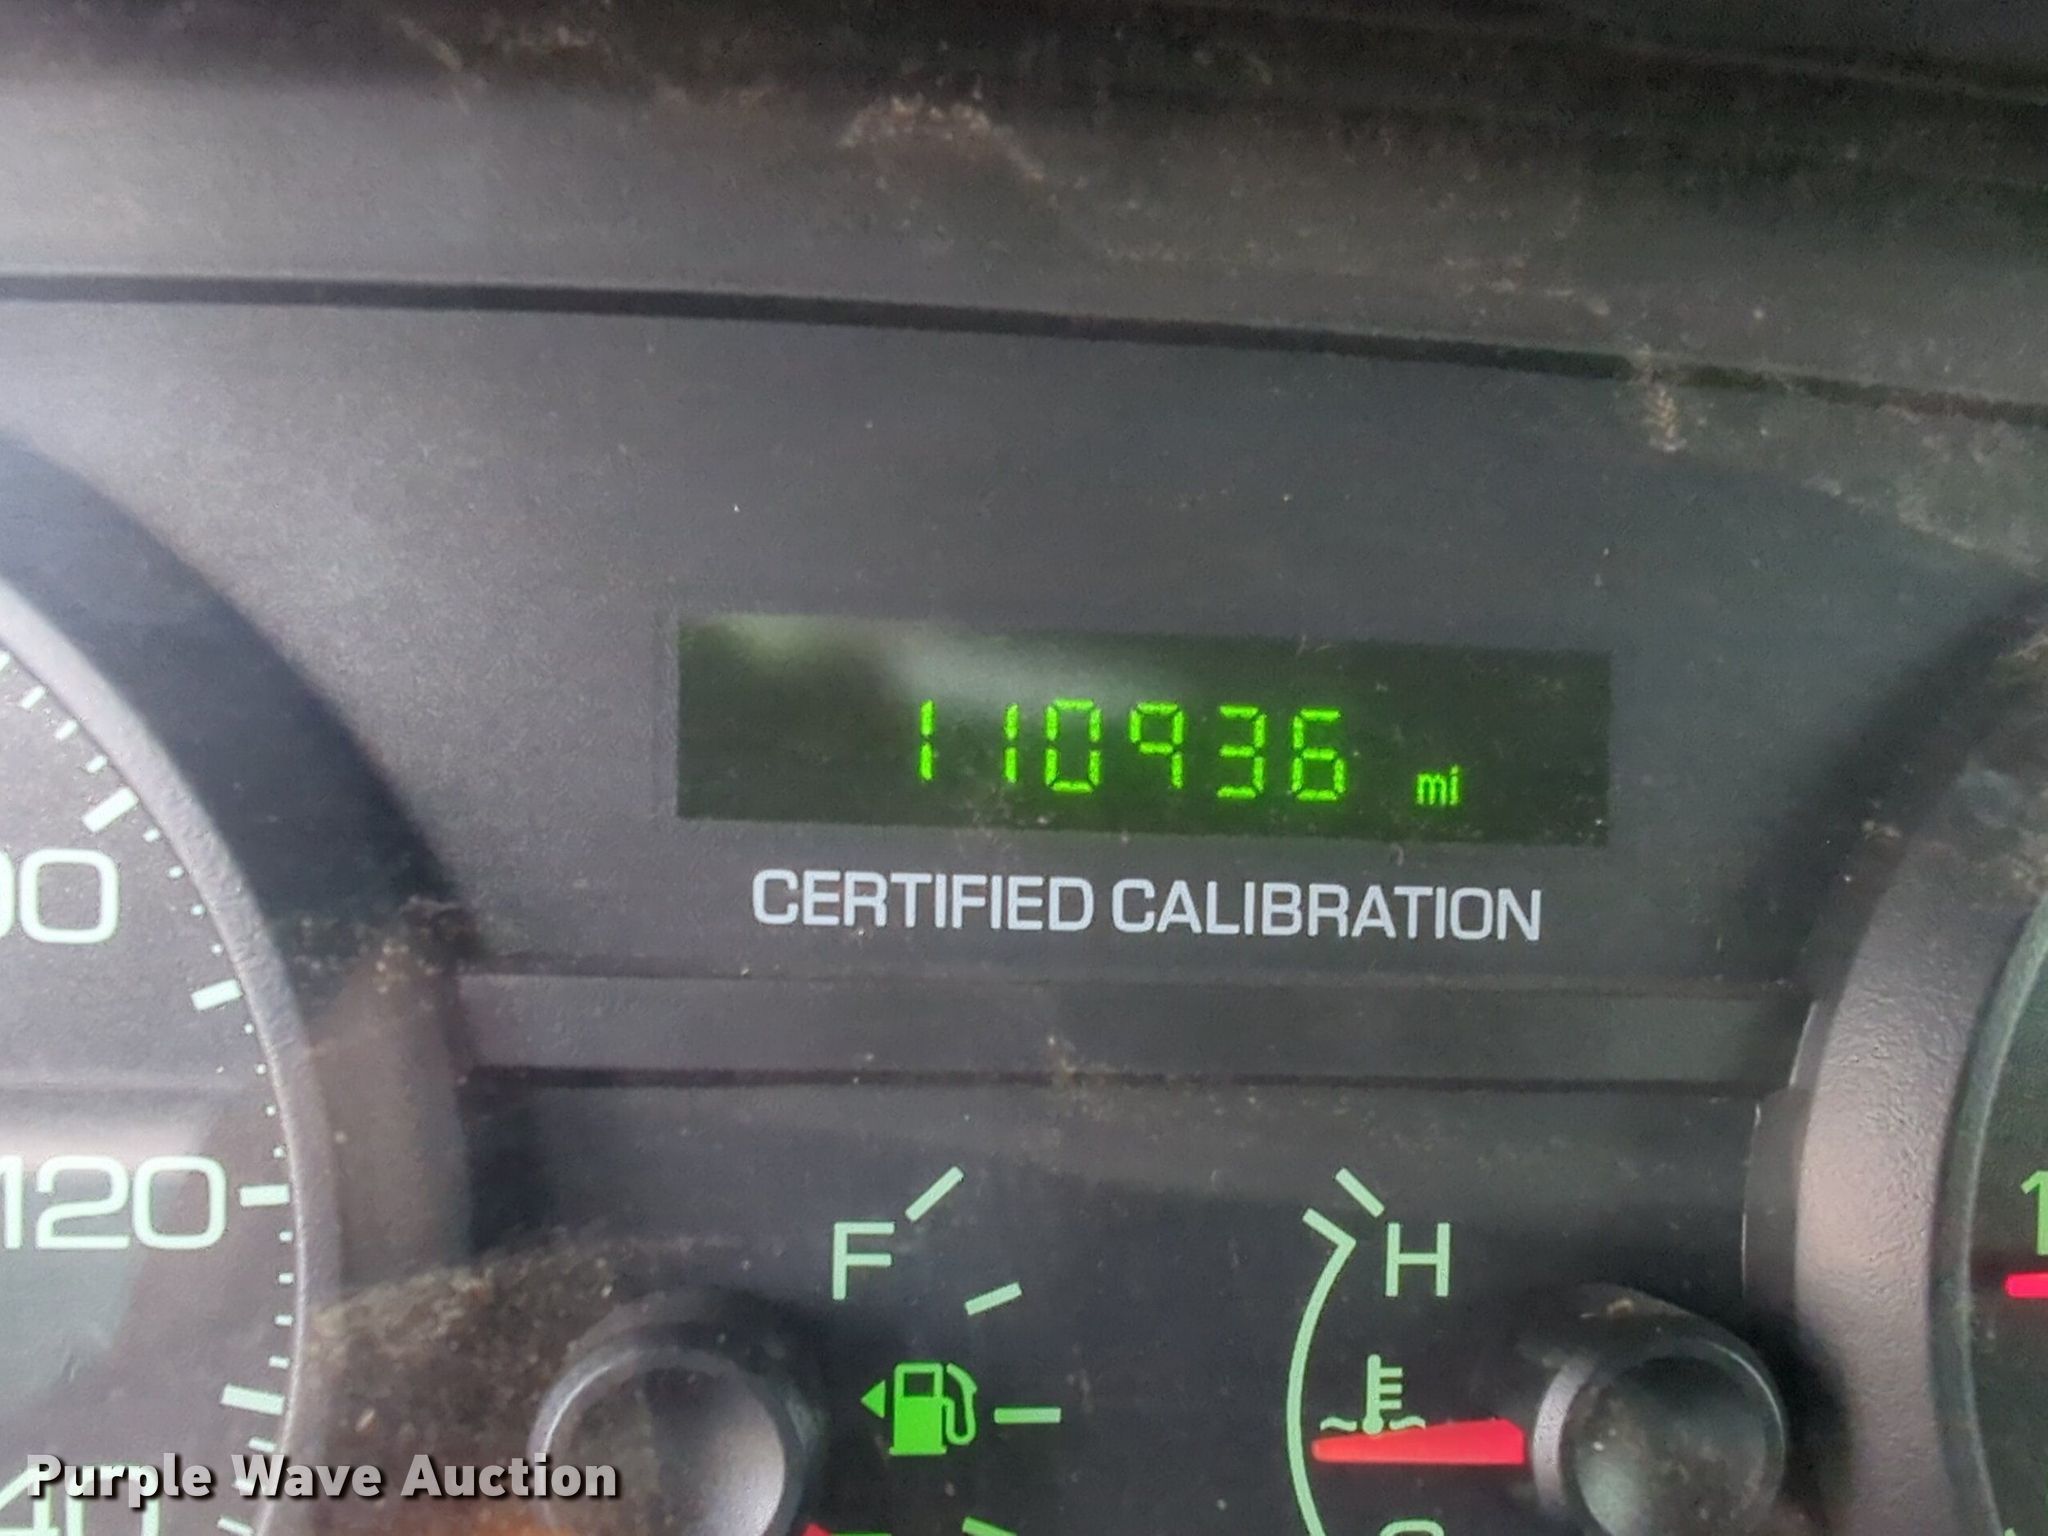 110936 mi
CERTIFIED CALIBRATION
120
F
H
Purple Wave Auction